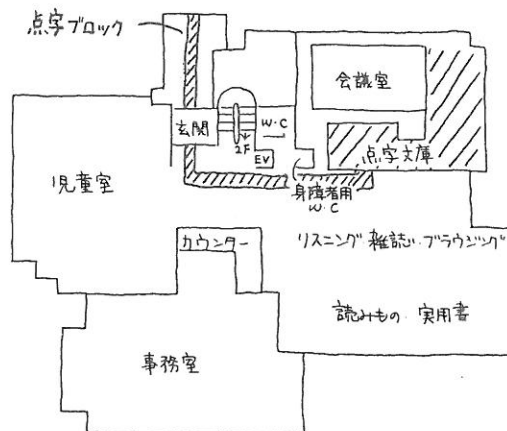 点字ブロック
会議室
玄関
W.C
2F
EV
点字文庫
児童室
身障者用
W.C
カウンター
リスニング 雑誌・ブラウジング
読みもの 実用書
事務室